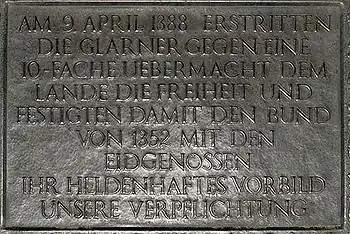 AM 9. APRIL 1388 ERSTRITTEN
DIE GLARNER GEGEN EINE
10-FACHE UEBERMACHT DEM
LANDE DIE FREIHEIT UND
FESTIGTEN DAMIT DEN BUND
VON 1352 MIT DEN
EIDGENOSSEN
IHR HELDENHAFTES VORBILD
UNSERE VERPFLICHTUNG